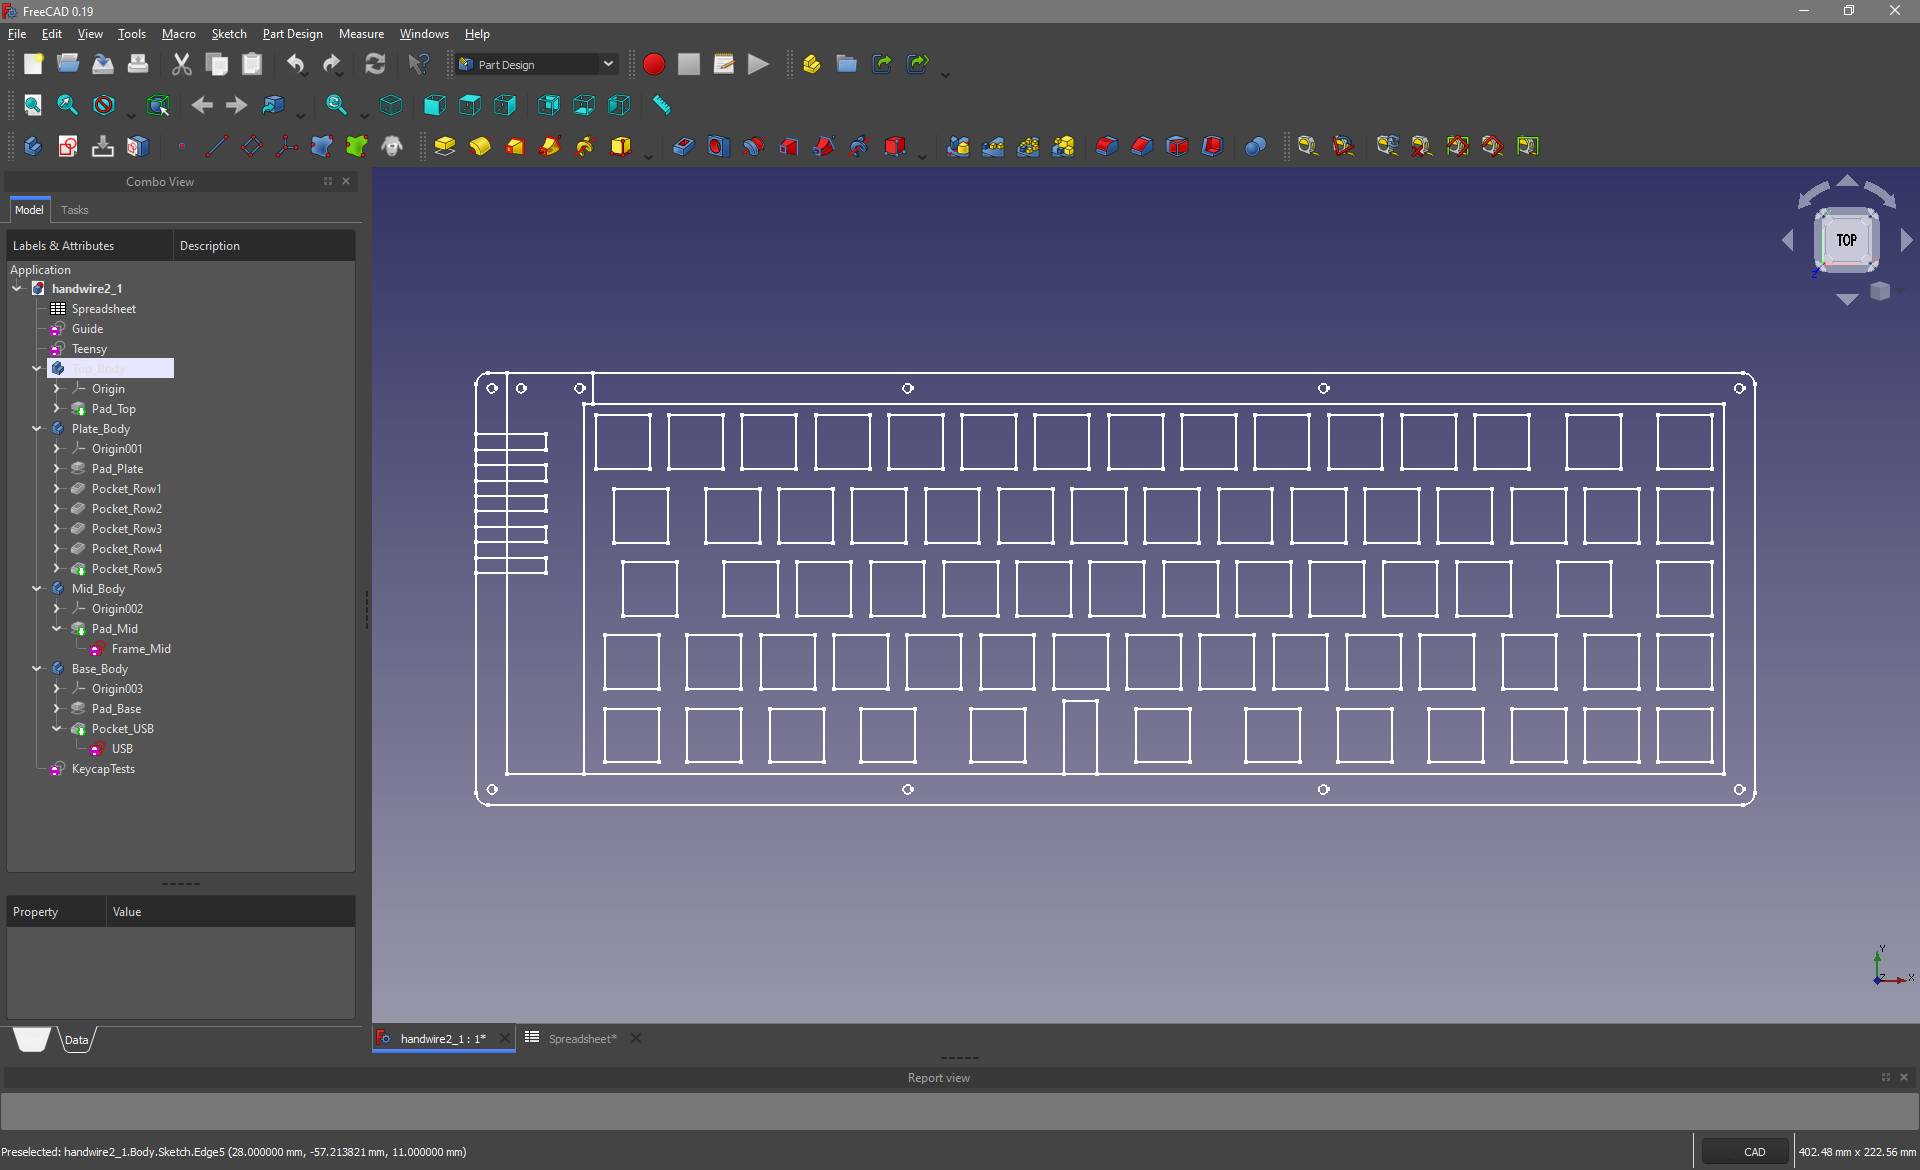 FreeCAD 0.19
File Edit View Tools Macro Sketch Part Design Measure Windows Help
Part Design
Combo View
Model Tasks
Labels & Attributes Description
Application
handwire2_1
Spreadsheet
Guide
Teensy
Top_Body
Origin
Pad_Top
Plate_Body
Origin001
Pad_Plate
Pocket_Row1
Pocket_Row2
Pocket_Row3
Pocket_Row4
Pocket_Row5
Mid_Body
Origin002
Pad_Mid
Frame_Mid
Base_Body
Origin003
Pad_Base
Pocket_USB
USB
KeycapTests
Property Value
Data
TOP
Z
Y
Z X
handwire2_1 : 1* Spreadsheet*
Report view
Preselected: handwire2_1.Body.Sketch.Edge5 (28.000000 mm, -57.213821 mm, 11.000000 mm)
CAD 402.48 mm x 222.56 mm